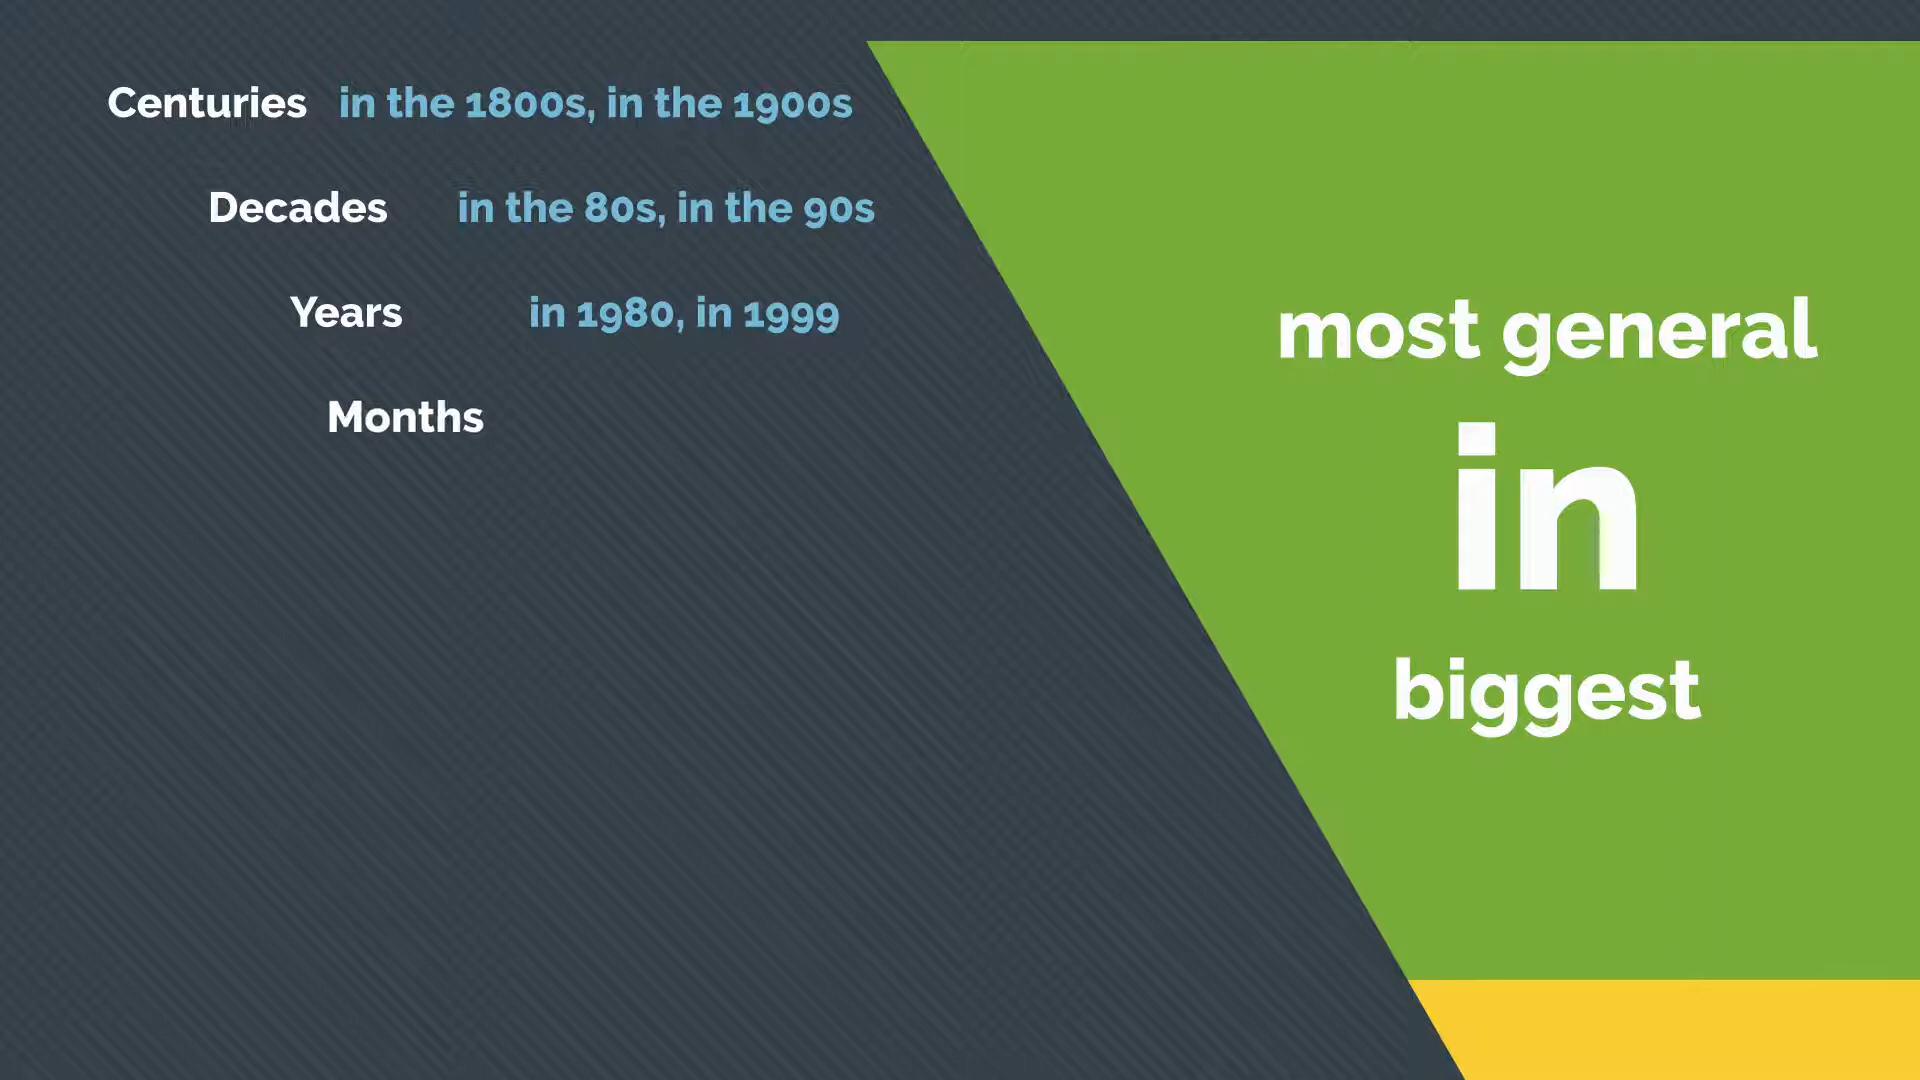 Centuries in the 1800s, in the 1900s
Decades in the 80s, in the 90s
Years in 1980, in 1999
Months
most general
in
biggest